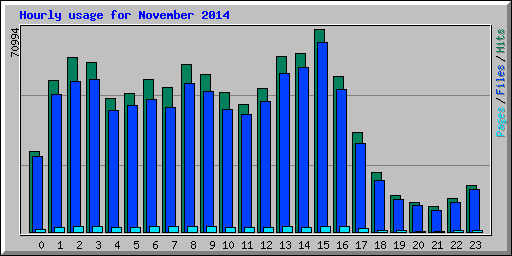 Hourly usage for November 2014
70994
Pages / Files / Hits
0 1 2 3 4 5 6 7 8 9 10 11 12 13 14 15 16 17 18 19 20 21 22 23